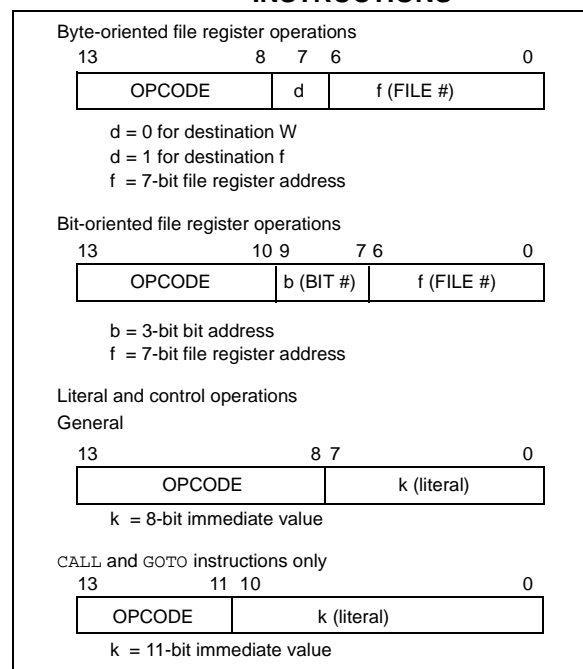 INSTRUCTIONS
Byte-oriented file register operations
13 8 7 6 0
OPCODE d f (FILE #)
d = 0 for destination W
d = 1 for destination f
f = 7-bit file register address
Bit-oriented file register operations
13 10 9 7 6 0
OPCODE b (BIT #) f (FILE #)
b = 3-bit bit address
f = 7-bit file register address
Literal and control operations
General
13 8 7 0
OPCODE k (literal)
k = 8-bit immediate value
CALL and GOTO instructions only
13 11 10 0
OPCODE k (literal)
k = 11-bit immediate value